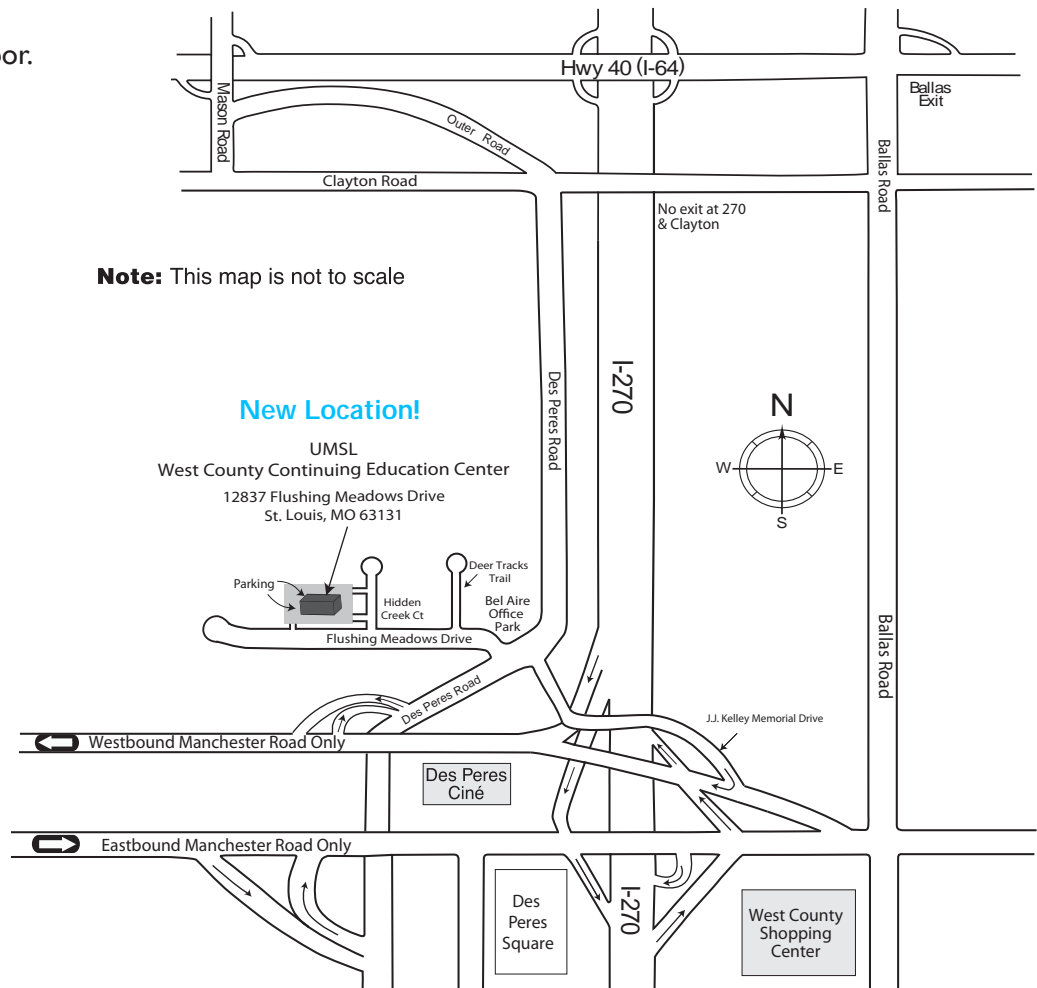 oor.
Hwy 40 (I-64)
Ballas
Exit
Mason Road
Outer Road
Ballas Road
Clayton Road
No exit at 270
& Clayton
Note: This map is not to scale
I-270
Des Peres Road
New Location!
N
W
E
S
UMSL
West County Continuing Education Center
12837 Flushing Meadows Drive
St. Louis, MO 63131
Deer Tracks
Trail
Parking
Hidden
Creek Ct
Bel Aire
Office
Park
Flushing Meadows Drive
Ballas Road
Des Peres Road
J.J. Kelley Memorial Drive
Westbound Manchester Road Only
Des Peres
Ciné
Eastbound Manchester Road Only
Des
Peres
Square
I-270
West County
Shopping
Center